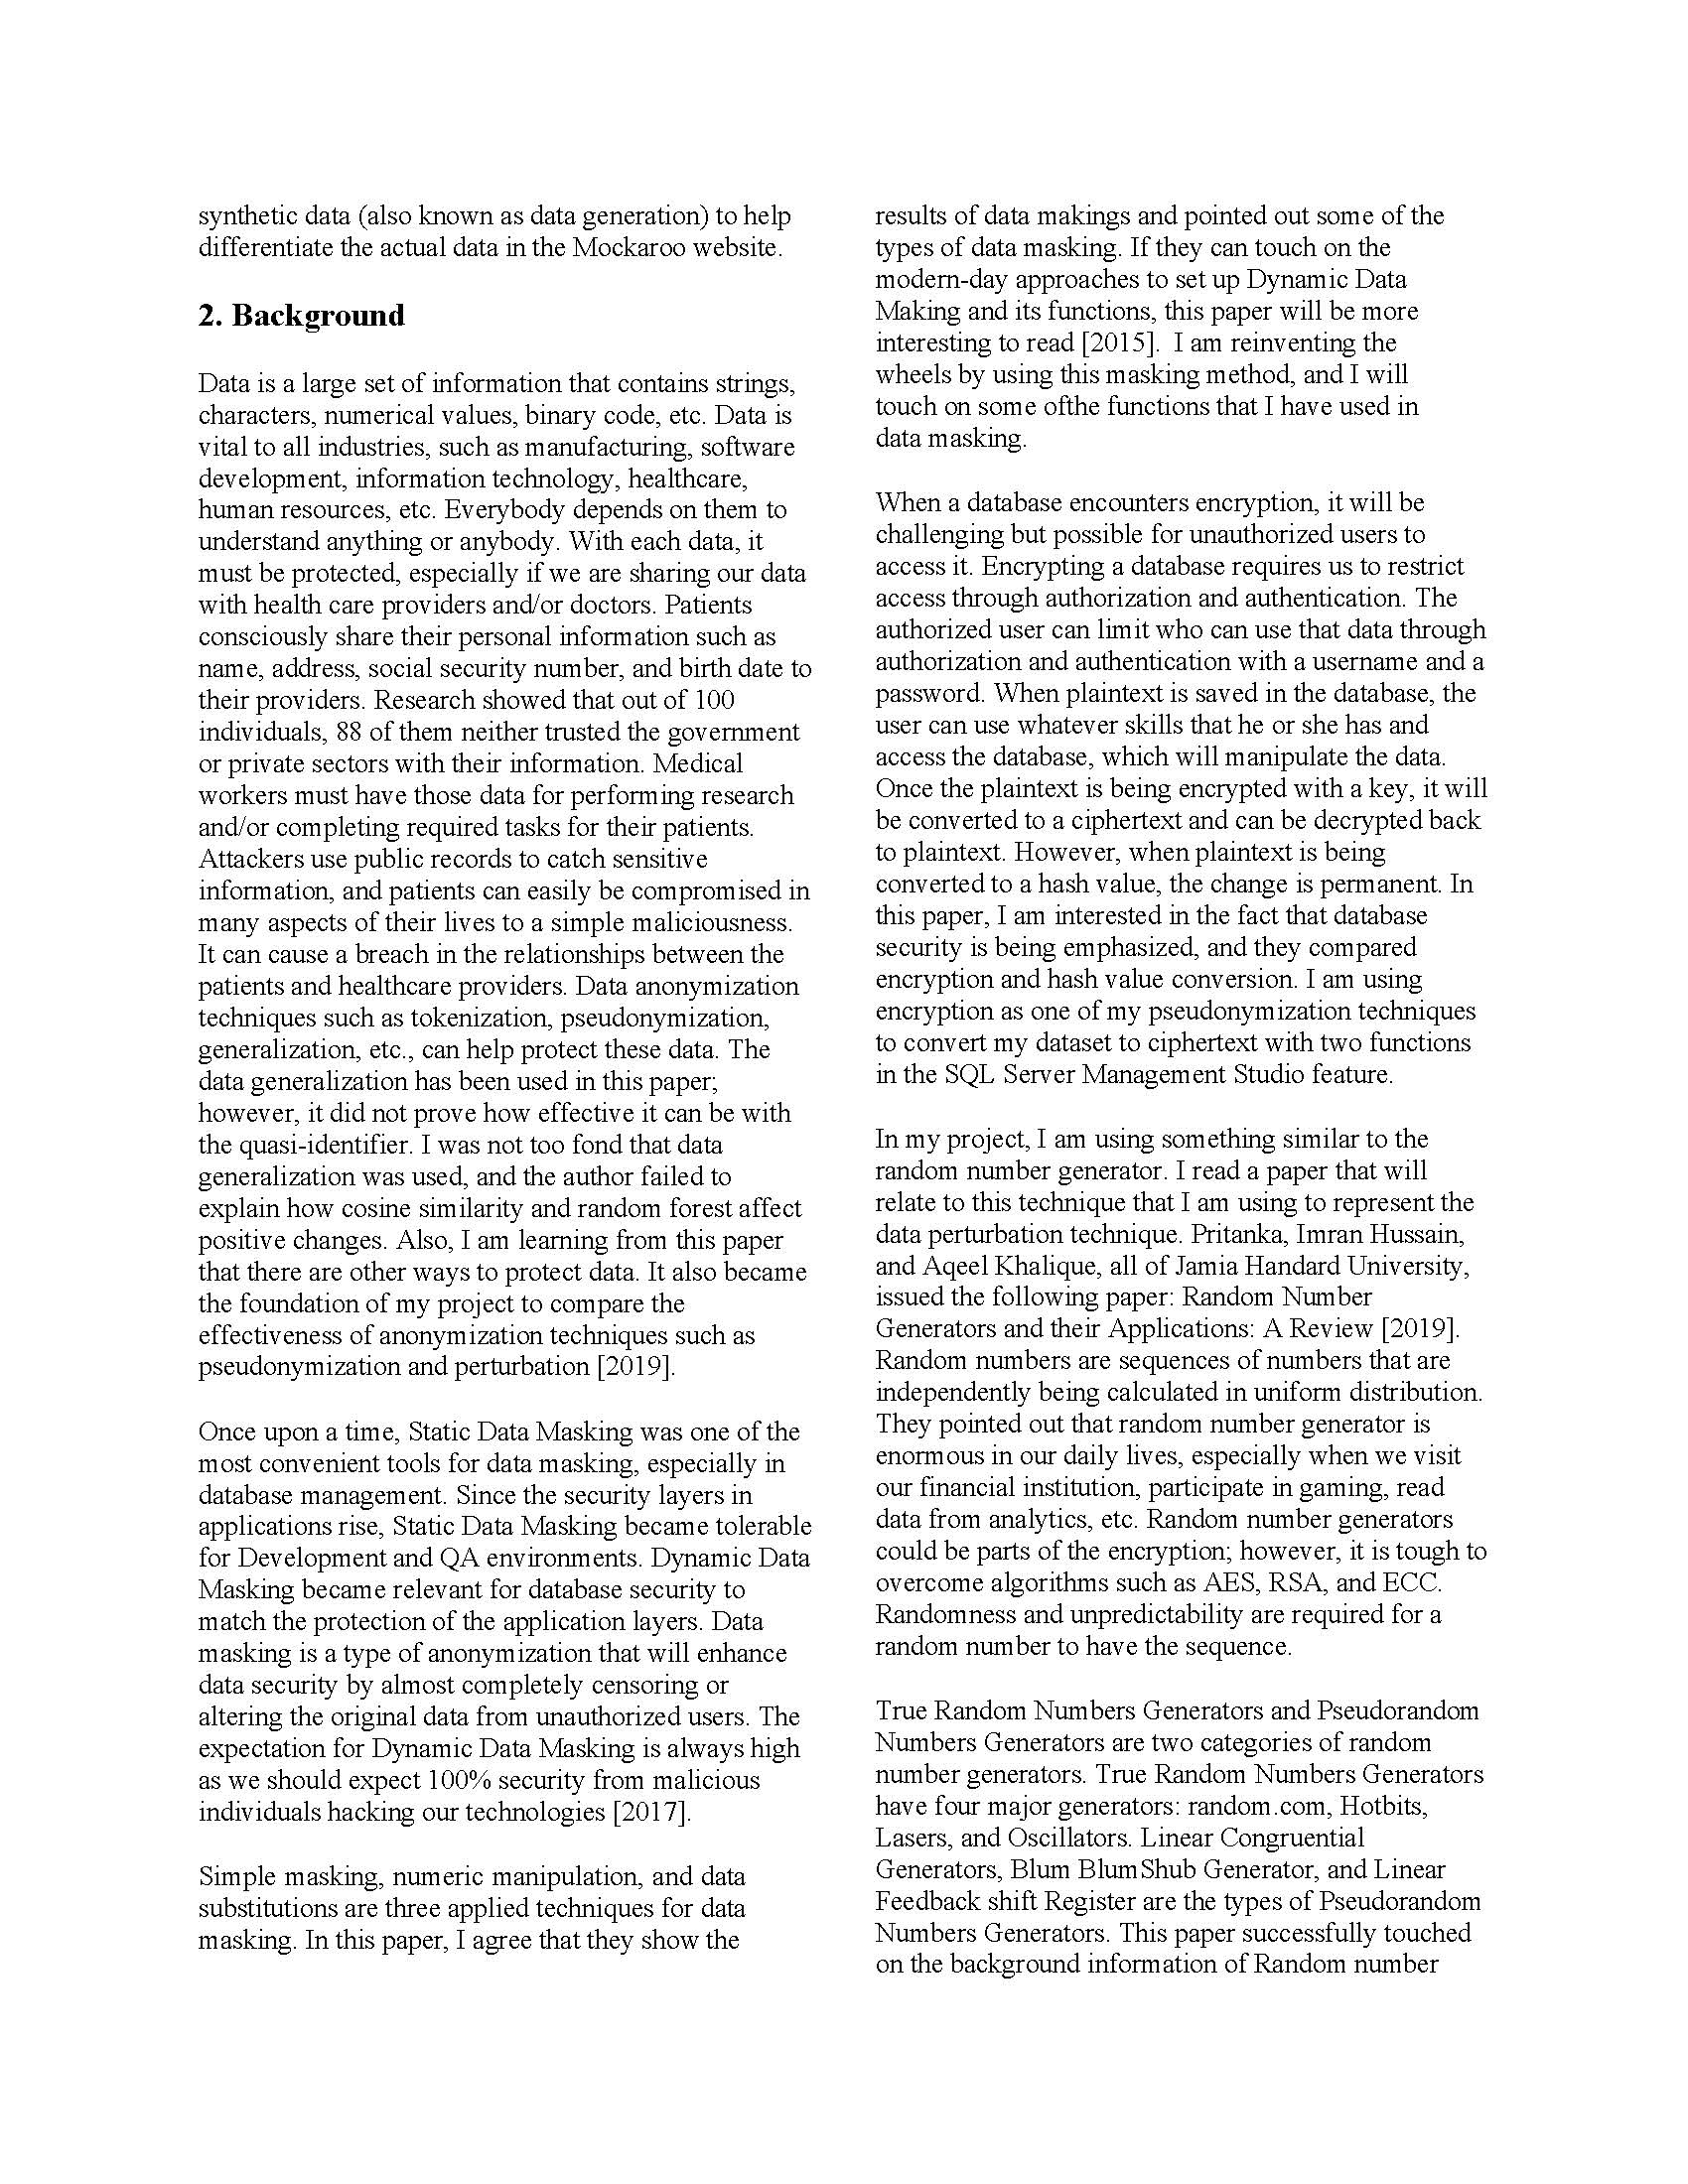 synthetic data (also known as data generation) to help
differentiate the actual data in the Mockaroo website.
2. Background
Data is a large set of information that contains strings,
characters, numerical values, binary code, etc. Data is
vital to all industries, such as manufacturing, software
development, information technology, healthcare,
human resources, etc. Everybody depends on them to
understand anything or anybody. With each data, it
must be protected, especially if we are sharing our data
with health care providers and/or doctors. Patients
consciously share their personal information such as
name, address, social security number, and birth date to
their providers. Research showed that out of 100
individuals, 88 of them neither trusted the government
or private sectors with their information. Medical
workers must have those data for performing research
and/or completing required tasks for their patients.
Attackers use public records to catch sensitive
information, and patients can easily be compromised in
many aspects of their lives to a simple maliciousness.
It can cause a breach in the relationships between the
patients and healthcare providers. Data anonymization
techniques such as tokenization, pseudonymization,
generalization, etc., can help protect these data. The
data generalization has been used in this paper;
however, it did not prove how effective it can be with
the quasi-identifier. I was not too fond that data
generalization was used, and the author failed to
explain how cosine similarity and random forest affect
positive changes. Also, I am learning from this paper
that there are other ways to protect data. It also became
the foundation of my project to compare the
effectiveness of anonymization techniques such as
pseudonymization and perturbation [2019].
Once upon a time, Static Data Masking was one of the
most convenient tools for data masking, especially in
database management. Since the security layers in
applications rise, Static Data Masking became tolerable
for Development and QA environments. Dynamic Data
Masking became relevant for database security to
match the protection of the application layers. Data
masking is a type of anonymization that will enhance
data security by almost completely censoring or
altering the original data from unauthorized users. The
expectation for Dynamic Data Masking is always high
as we should expect 100% security from malicious
individuals hacking our technologies [2017].
Simple masking, numeric manipulation, and data
substitutions are three applied techniques for data
masking. In this paper, I agree that they show the
results of data makings and pointed out some of the
types of data masking. If they can touch on the
modern-day approaches to set up Dynamic Data
Making and its functions, this paper will be more
interesting to read [2015].  I am reinventing the
wheels by using this masking method, and I will
touch on some ofthe functions that I have used in
data masking.
When a database encounters encryption, it will be
challenging but possible for unauthorized users to
access it. Encrypting a database requires us to restrict
access through authorization and authentication. The
authorized user can limit who can use that data through
authorization and authentication with a username and a
password. When plaintext is saved in the database, the
user can use whatever skills that he or she has and
access the database, which will manipulate the data.
Once the plaintext is being encrypted with a key, it will
be converted to a ciphertext and can be decrypted back
to plaintext. However, when plaintext is being
converted to a hash value, the change is permanent. In
this paper, I am interested in the fact that database
security is being emphasized, and they compared
encryption and hash value conversion. I am using
encryption as one of my pseudonymization techniques
to convert my dataset to ciphertext with two functions
in the SQL Server Management Studio feature.
In my project, I am using something similar to the
random number generator. I read a paper that will
relate to this technique that I am using to represent the
data perturbation technique. Pritanka, Imran Hussain,
and Aqeel Khalique, all of Jamia Handard University,
issued the following paper: Random Number
Generators and their Applications: A Review [2019].
Random numbers are sequences of numbers that are
independently being calculated in uniform distribution.
They pointed out that random number generator is
enormous in our daily lives, especially when we visit
our financial institution, participate in gaming, read
data from analytics, etc. Random number generators
could be parts of the encryption; however, it is tough to
overcome algorithms such as AES, RSA, and ECC.
Randomness and unpredictability are required for a
random number to have the sequence.
True Random Numbers Generators and Pseudorandom
Numbers Generators are two categories of random
number generators. True Random Numbers Generators
have four major generators: random.com, Hotbits,
Lasers, and Oscillators. Linear Congruential
Generators, Blum BlumShub Generator, and Linear
Feedback shift Register are the types of Pseudorandom
Numbers Generators. This paper successfully touched
on the background information of Random number